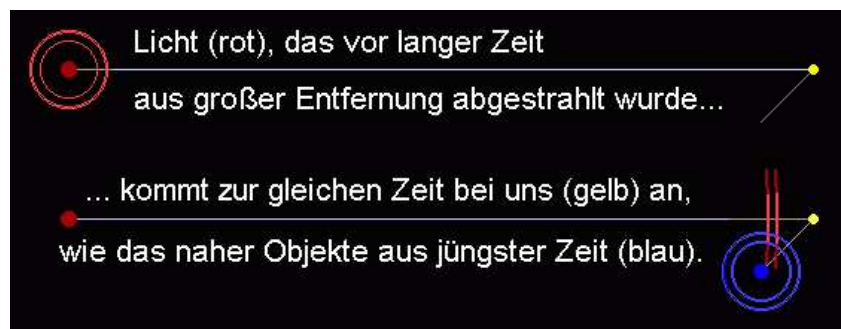 Licht (rot), das vor langer Zeit
aus großer Entfernung abgestrahlt wurde...
... kommt zur gleichen Zeit bei uns (gelb) an,
wie das naher Objekte aus jüngster Zeit (blau).